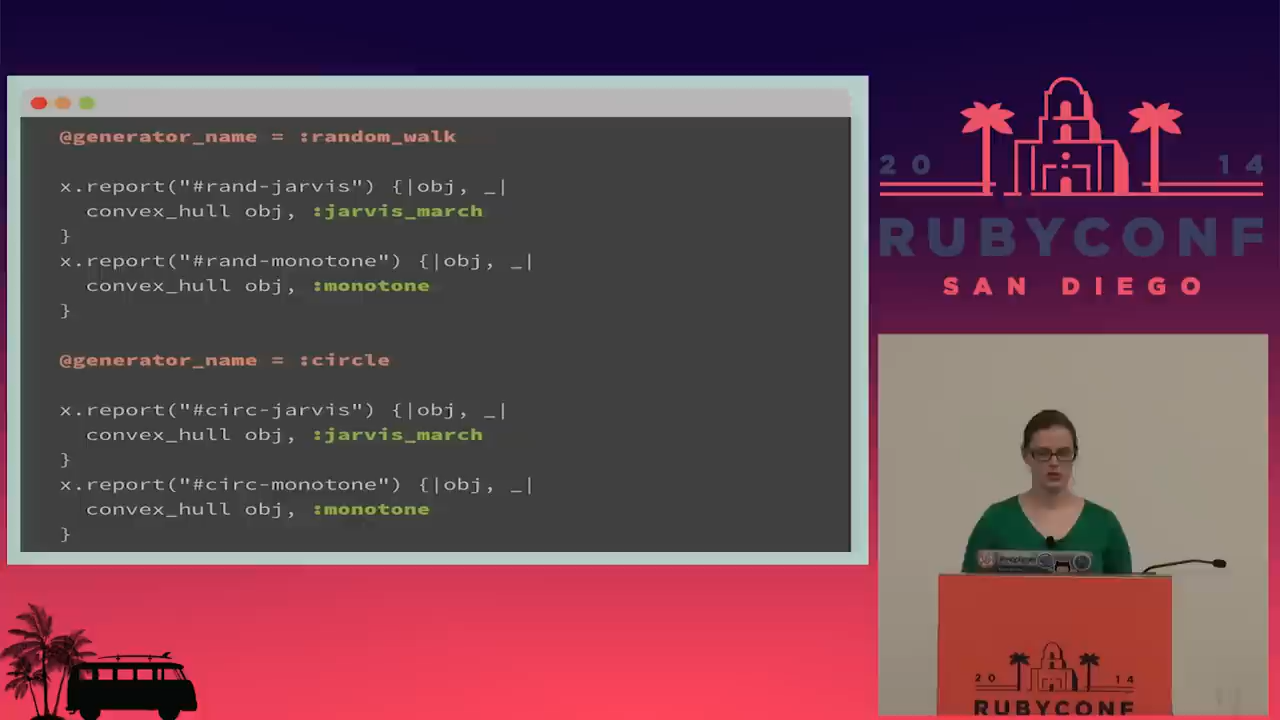 @generator_name = :random_walk
x.report("#rand-jarvis") {|obj, _|
convex_hull obj, :jarvis_march
}
x.report("#rand-monotone") {|obj, _|
convex_hull obj, :monotone
}
@generator_name = :circle
x.report("#circ-jarvis") {|obj, _|
convex_hull obj, :jarvis_march
}
x.report("#circ-monotone") {|obj, _|
convex_hull obj, :monotone
}
20 14
RUBYCONF
SAN DIEGO
20 14
RUBYCONF